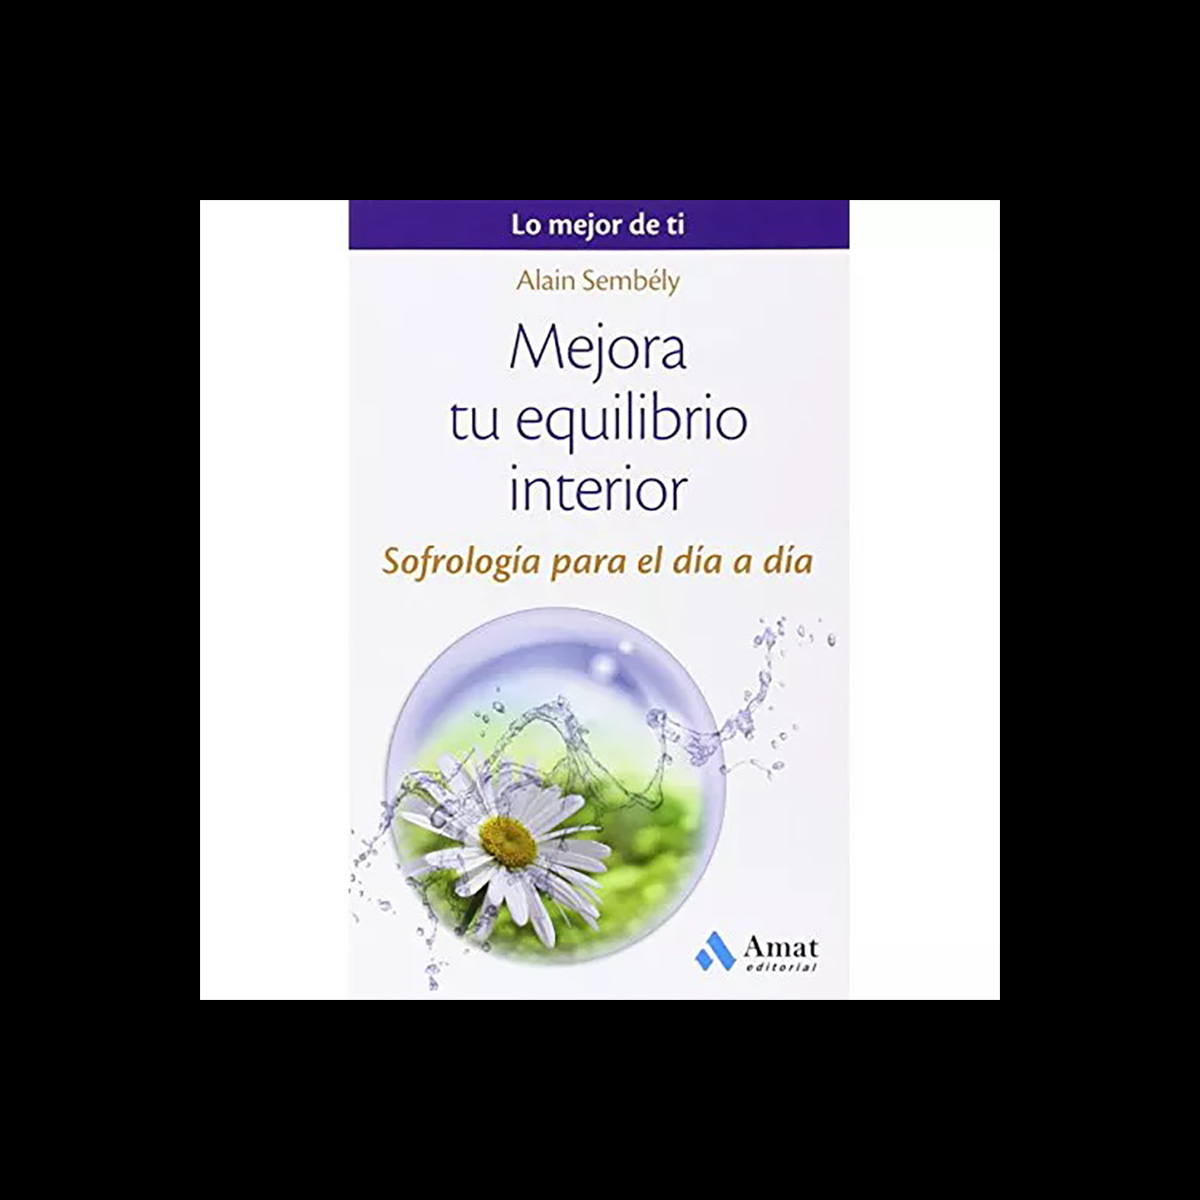 Lo mejor de ti
Alain Sembély
Mejora
tu equilibrio
interior
Sofrología para el día a día
Amat
editorial